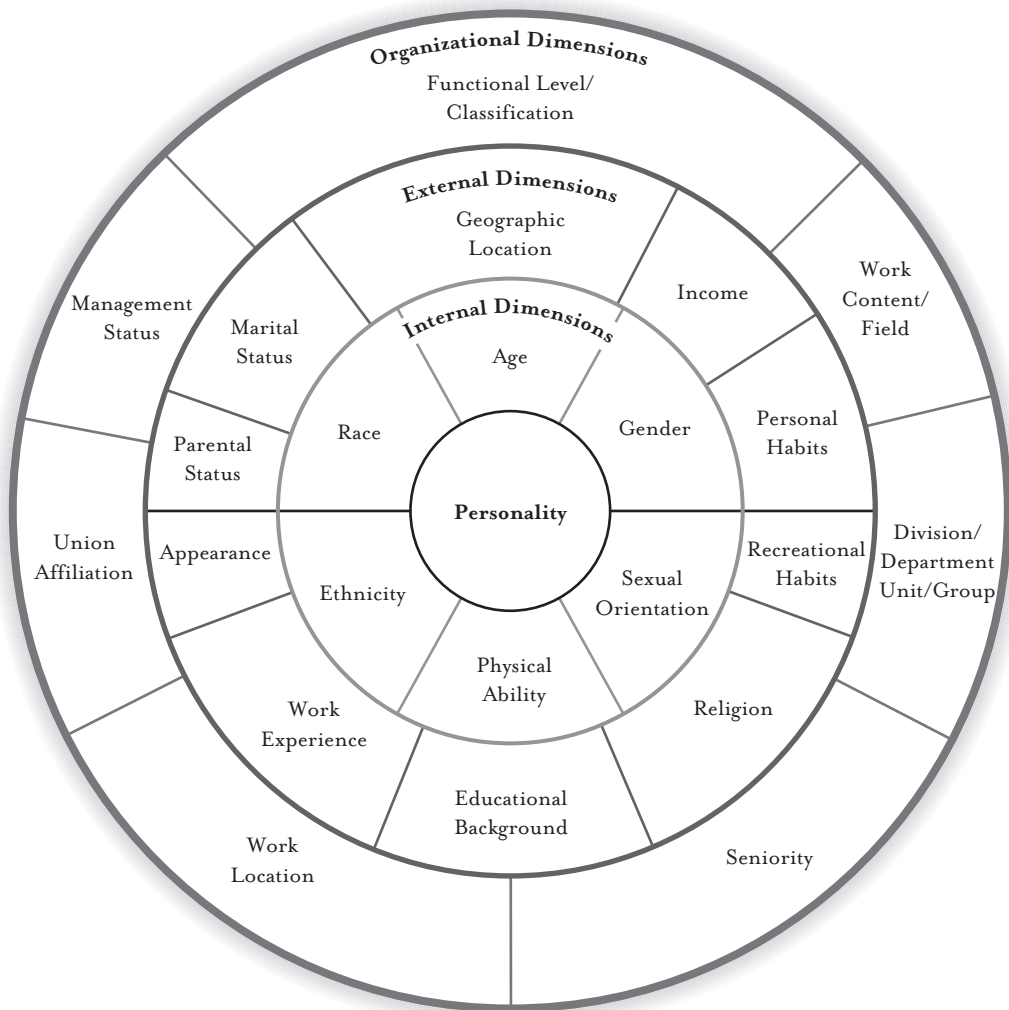 Organizational Dimensions
Functional Level/
Classification
External Dimensions
Geographic
Location
Income
Work
Content/
Field
Management
Status
Marital
Status
Internal Dimensions
Age
Race
Gender
Personal
Habits
Parental
Status
Personality
Union
Affiliation
Appearance
Ethnicity
Sexual
Orientation
Recreational
Habits
Division/
Department
Unit/Group
Physical
Ability
Work
Experience
Religion
Educational
Background
Work
Location
Seniority